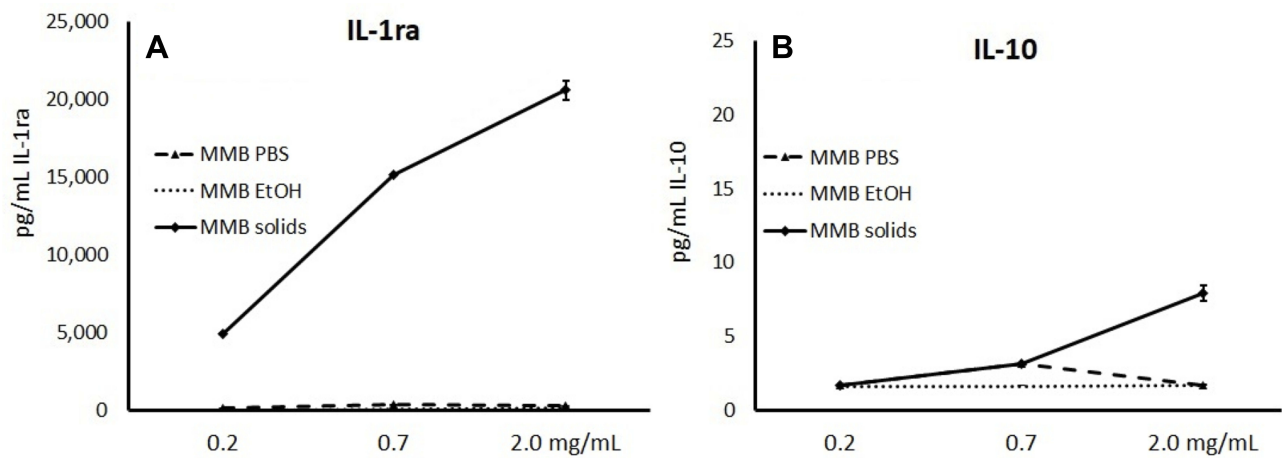 A
IL-1ra
25,000
20,000
15,000
10,000
5,000
0
pg/mL IL-1ra
MMB PBS
MMB EtOH
MMB solids
0.2 0.7 2.0 mg/mL
B
IL-10
25
20
15
10
5
0
pg/mL IL-10
MMB PBS
MMB EtOH
MMB solids
0.2 0.7 2.0 mg/mL